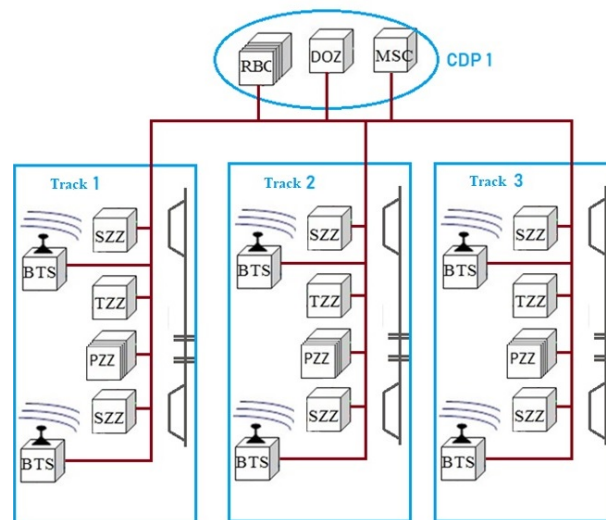 RBC DOZ MSC
CDP 1
Track 1
SZZ
BTS
TZZ
PZZ
SZZ
BTS
Track 2
SZZ
BTS
TZZ
PZZ
SZZ
BTS
Track 3
SZZ
BTS
TZZ
PZZ
SZZ
BTS